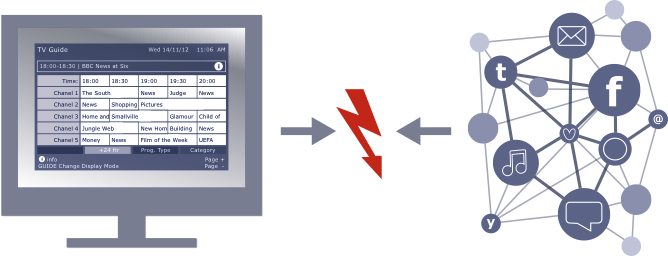 TV Guide Wed 14/11/12 11:06 AM
18:00-18:30 | BBC News at Six i
Time: 18:00 18:30 19:00 19:30 20:00
Chanel 1 The South News Judge News
Chanel 2 News Shopping Pictures
Chanel 3 Home and Smallville Glamour Child of
Chanel 4 Jungle Web New Hom Building News
Chanel 5 Money News Film of the Week UEFA
+24 Hr Prog. Type Category
i Info Page +
GUIDE Change Display Mode Page -
t
f
@
y